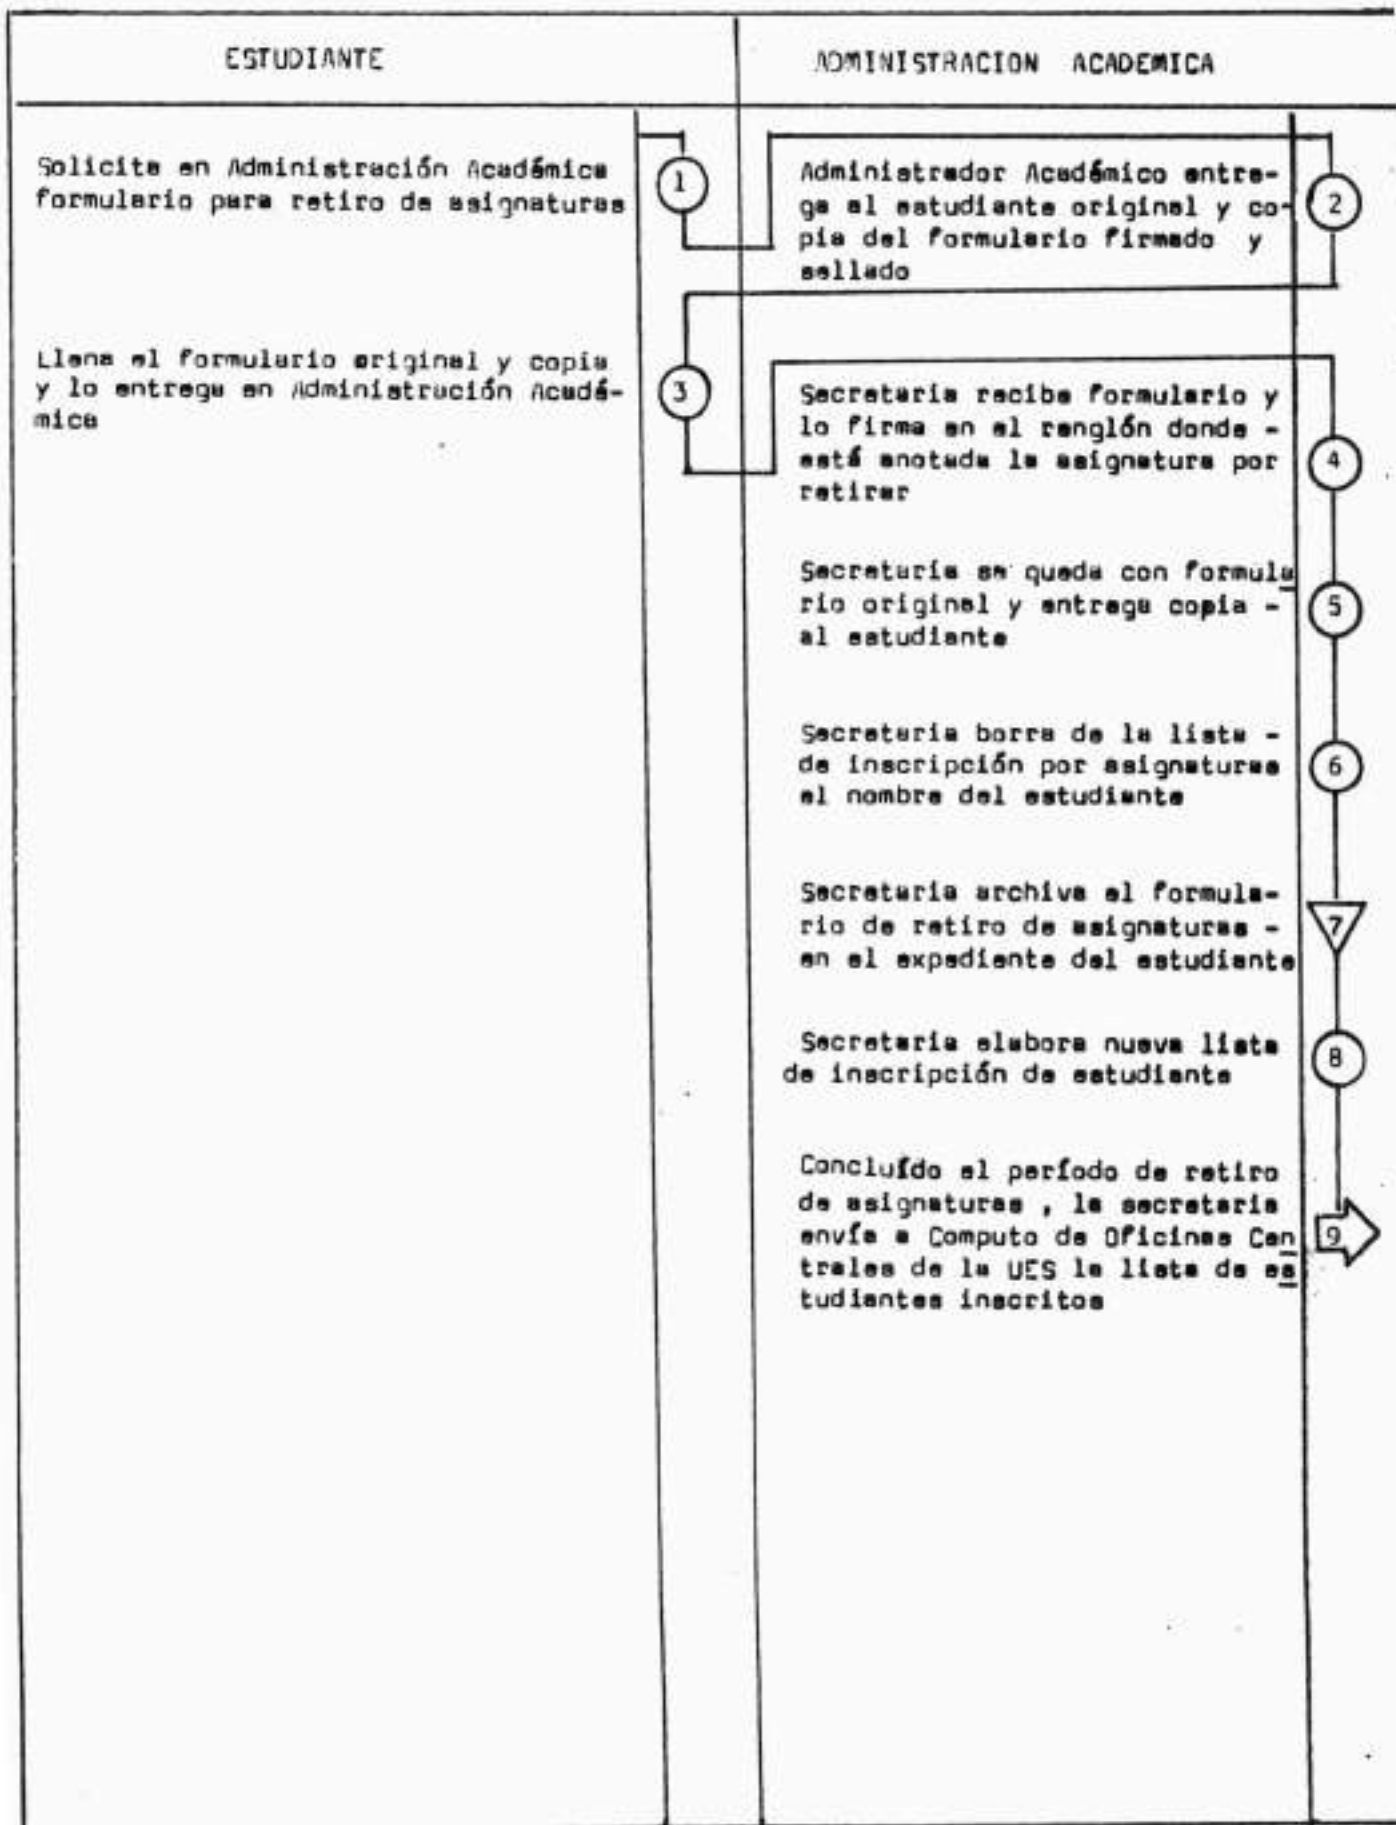 ESTUDIANTE
ADMINISTRACION ACADEMICA
Solicita en Administración Académica
formulario para retiro de asignaturas
1
Administrador Académico entre-
ga al estudiante original y co-
pia del formulario firmado y
sellado
2
Llena el formulario original y copia
y lo entrega en Administración Acadé-
mica
3
Secretaria recibe formulario y
lo firma en el renglón donde -
está anotada la asignatura por
retirar
4
Secretaria se queda con formula
rio original y entrega copia -
al estudiante
5
Secretaria borra de la lista -
de inscripción por asignaturas
el nombre del estudiante
6
Secretaria archiva el formula-
rio de retiro de asignaturas -
en el expediente del estudiante
7
Secretaria elabora nueva lista
de inscripción de estudiante
8
Concluído el período de retiro
de asignaturas , la secretaria
envía a Computo de Oficinas Cen
trales de la UES la lista de es
tudiantes inscritos
9